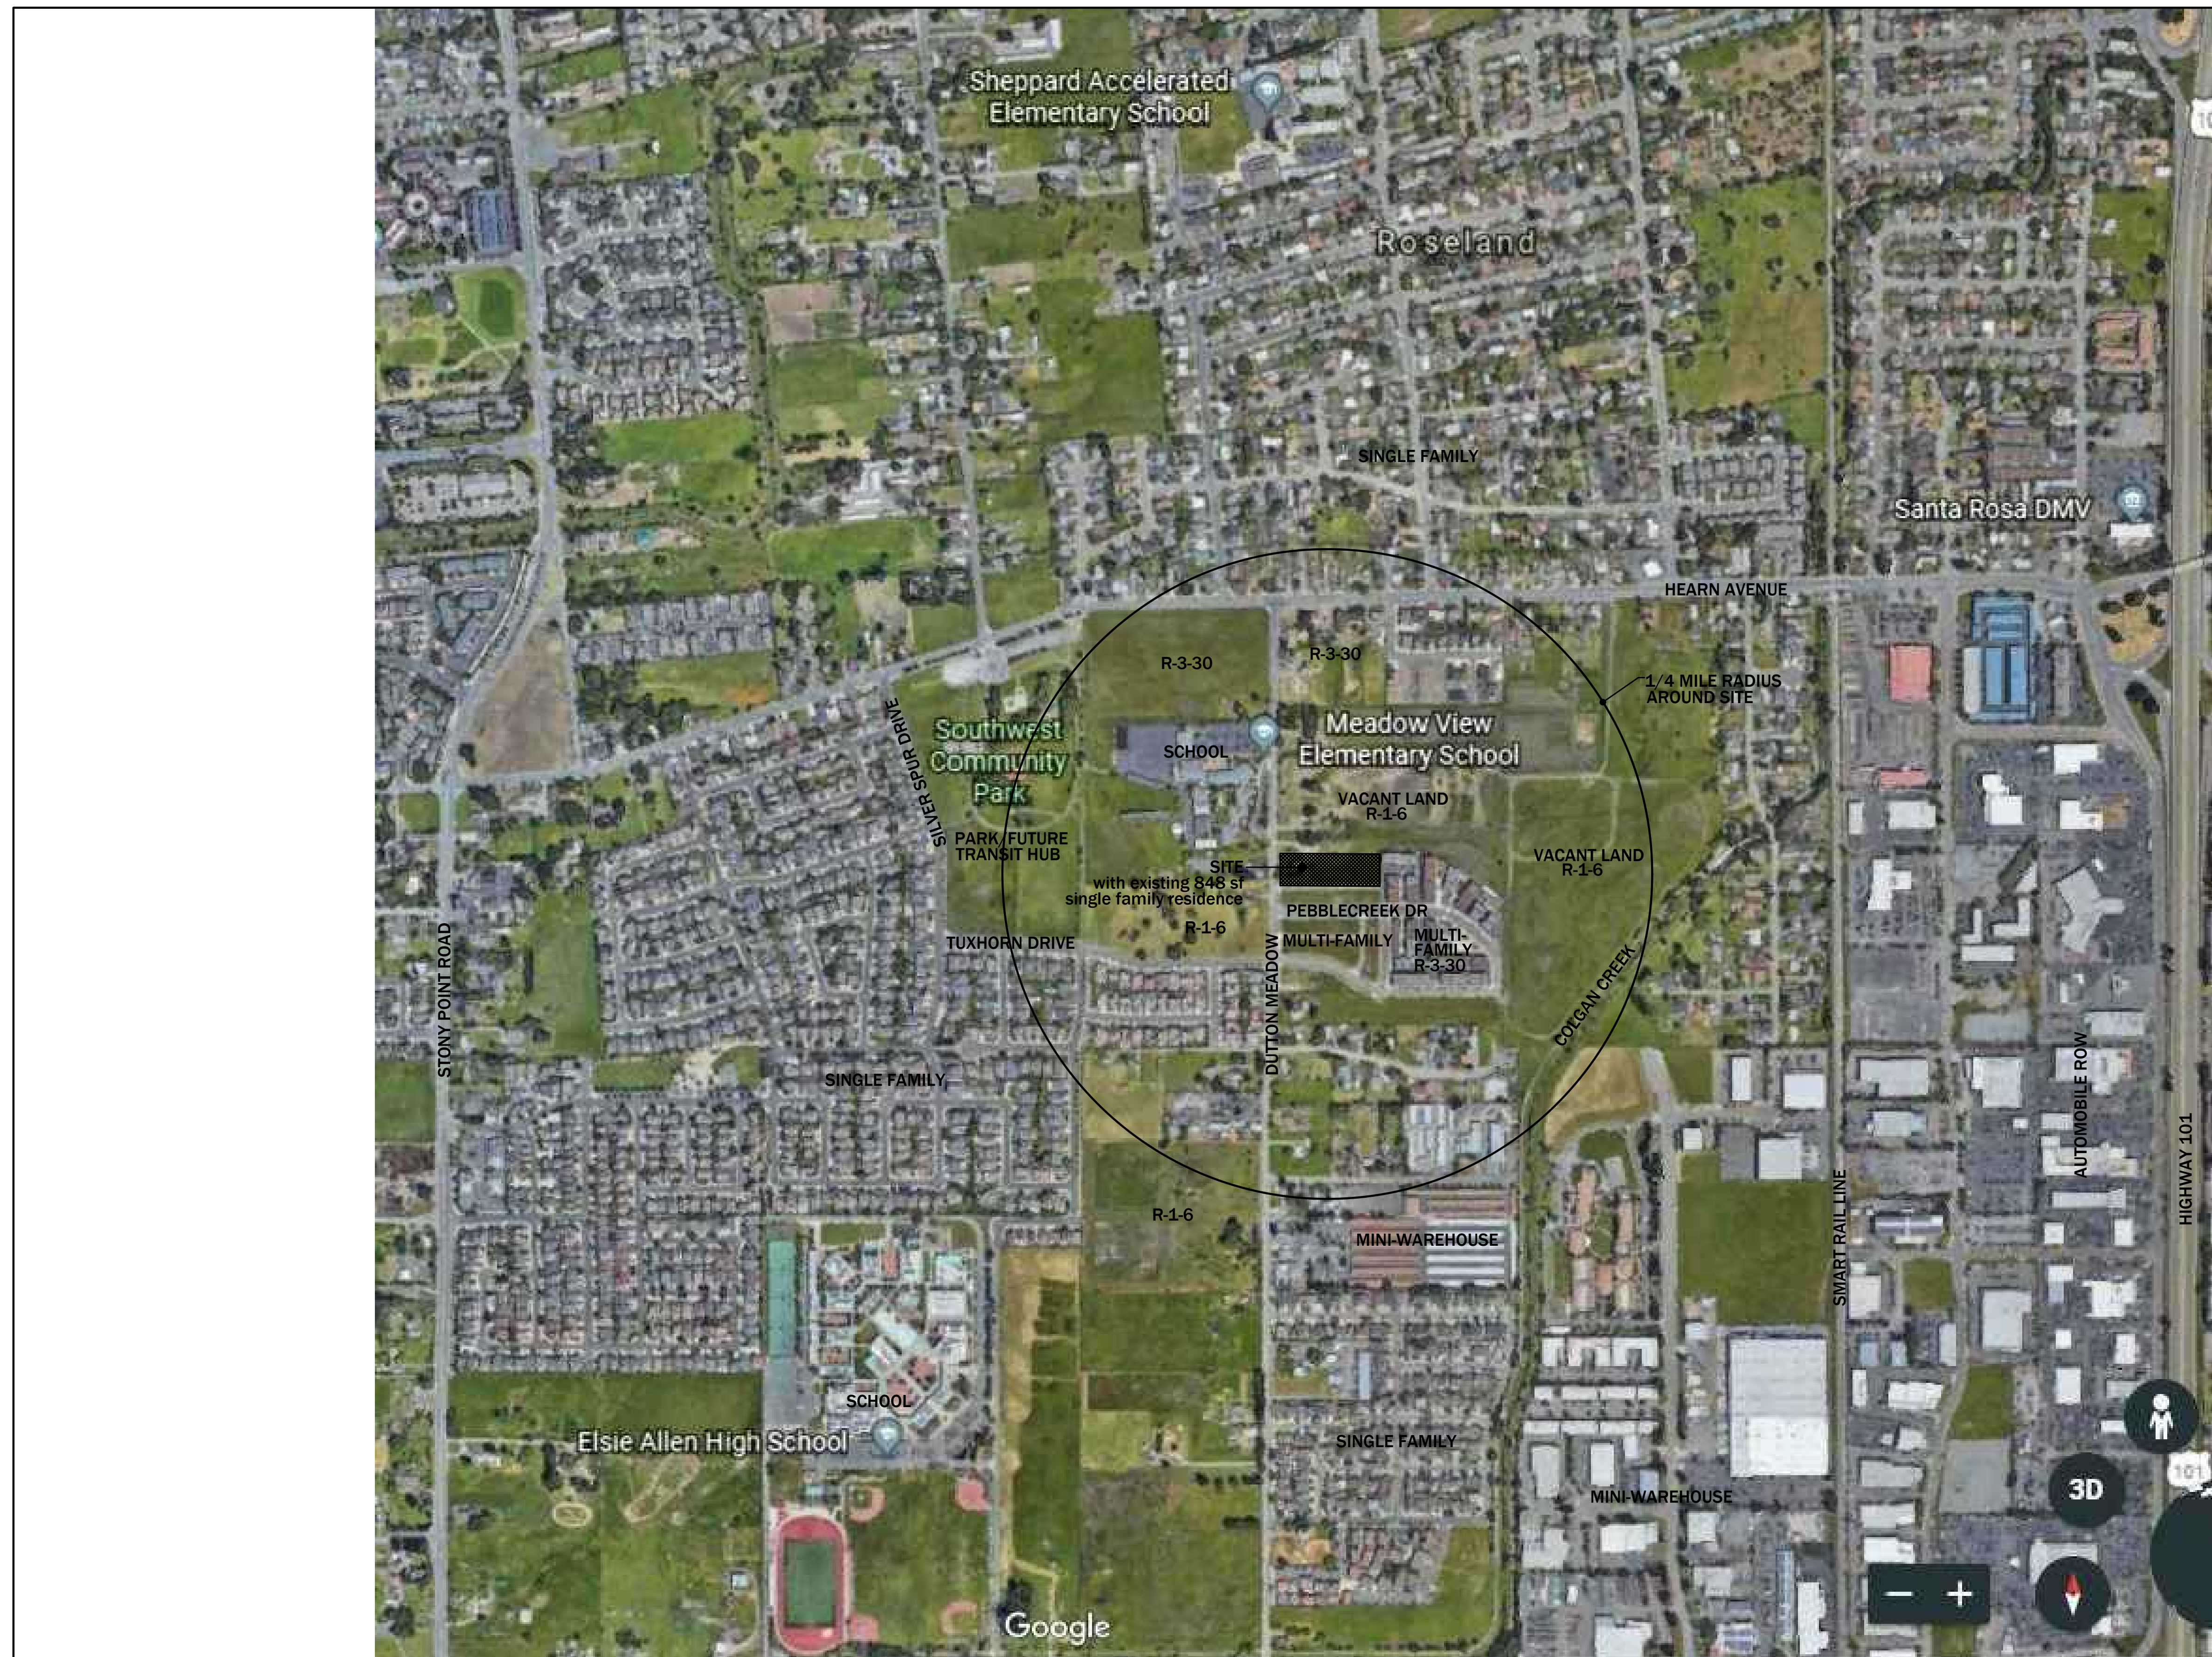 Sheppard Accelerated
Elementary School
10
Roseland
SINGLE FAMILY
Santa Rosa DMV
HEARN AVENUE
R-3-30
R-3-30
1/4 MILE RADIUS
AROUND SITE
SILVER SPUR DRIVE
Southwest
Community
Park
SCHOOL
Meadow View
Elementary School
VACANT LAND
R-1-6
PARK/FUTURE
TRANSIT HUB
VACANT LAND
R-1-6
SITE
with existing 848 sf
single family residence
R-1-6
PEBBLECREEK DR
TUXHORN DRIVE
MULTI-FAMILY
MULTI-
FAMILY
R-3-30
STONY POINT ROAD
DUTTON MEADOW
COLGAN CREEK
SINGLE FAMILY
AUTOMOBILE ROW
HIGHWAY 101
SMART RAIL LINE
R-1-6
MINI-WAREHOUSE
SCHOOL
Elsie Allen High School
SINGLE FAMILY
MINI-WAREHOUSE
101
3D
Google